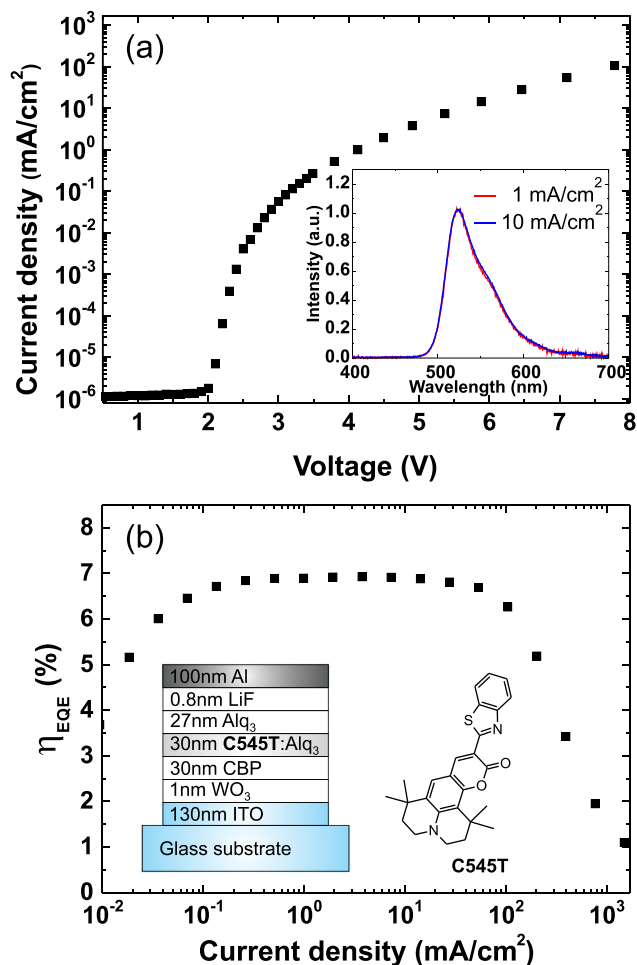 (a)
10³
10²
10¹
10⁰
10⁻¹
10⁻²
10⁻³
10⁻⁴
10⁻⁵
10⁻⁶
Current density (mA/cm²)
1 2 3 4 5 6 7 8
Voltage (V)
1 mA/cm²
10 mA/cm²
1.0
0.8
0.6
0.4
0.2
0.0
Intensity (a.u.)
400 500 600 700
Wavelength (nm)
(b)
8
7
6
5
4
3
2
1
0
η_EQE (%)
100nm Al
0.8nm LiF
27nm Alq₃
30nm C545T:Alq₃
30nm CBP
1nm WO₃
130nm ITO
Glass substrate
S
N
O
O
N
C545T
10⁻² 10⁻¹ 10⁰ 10¹ 10² 10³
Current density (mA/cm²)